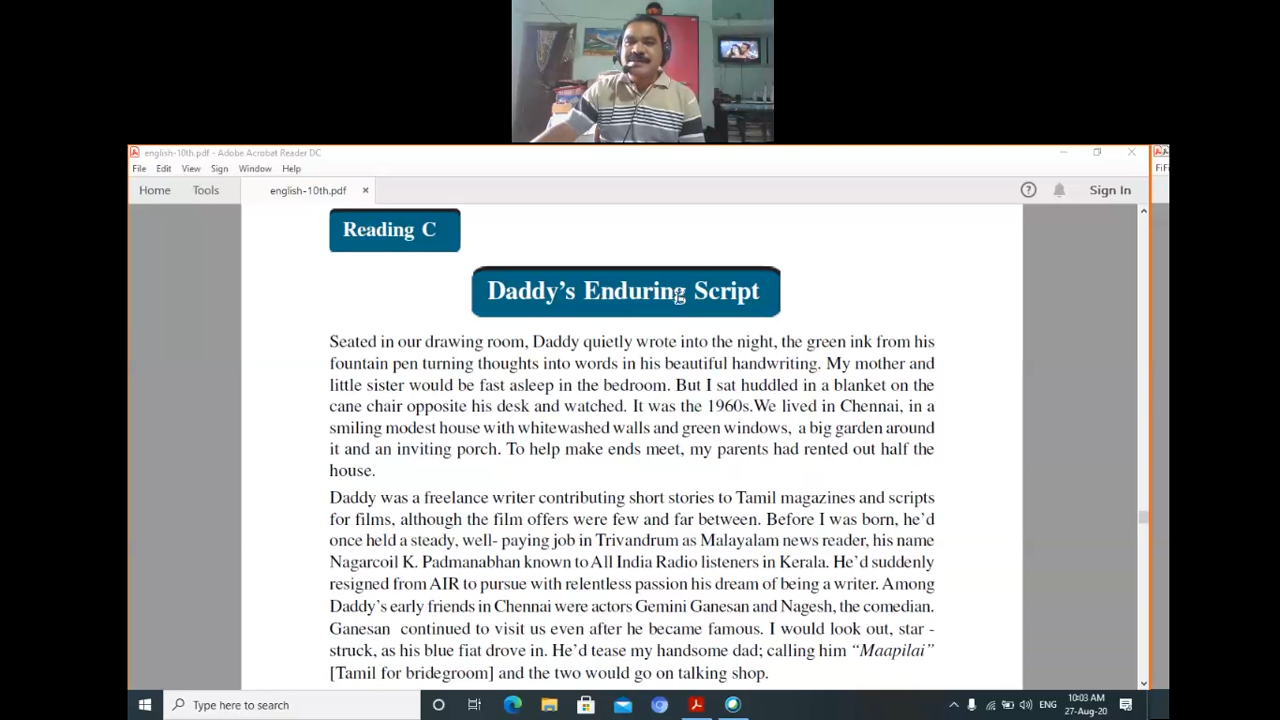 english-10th.pdf - Adobe Acrobat Reader DC
File Edit View Sign Window Help
Home Tools english-10th.pdf × ? Sign In
Reading C
Daddy's Enduring Script
Seated in our drawing room, Daddy quietly wrote into the night, the green ink from his
fountain pen turning thoughts into words in his beautiful handwriting. My mother and
little sister would be fast asleep in the bedroom. But I sat huddled in a blanket on the
cane chair opposite his desk and watched. It was the 1960s.We lived in Chennai, in a
smiling modest house with whitewashed walls and green windows, a big garden around
it and an inviting porch. To help make ends meet, my parents had rented out half the
house.
Daddy was a freelance writer contributing short stories to Tamil magazines and scripts
for films, although the film offers were few and far between. Before I was born, he'd
once held a steady, well- paying job in Trivandrum as Malayalam news reader, his name
Nagarcoil K. Padmanabhan known to All India Radio listeners in Kerala. He'd suddenly
resigned from AIR to pursue with relentless passion his dream of being a writer. Among
Daddy's early friends in Chennai were actors Gemini Ganesan and Nagesh, the comedian.
Ganesan continued to visit us even after he became famous. I would look out, star -
struck, as his blue fiat drove in. He'd tease my handsome dad; calling him "Maapilai"
[Tamil for bridegroom] and the two would go on talking shop.
Type here to search
ENG
10:03 AM
27-Aug-20